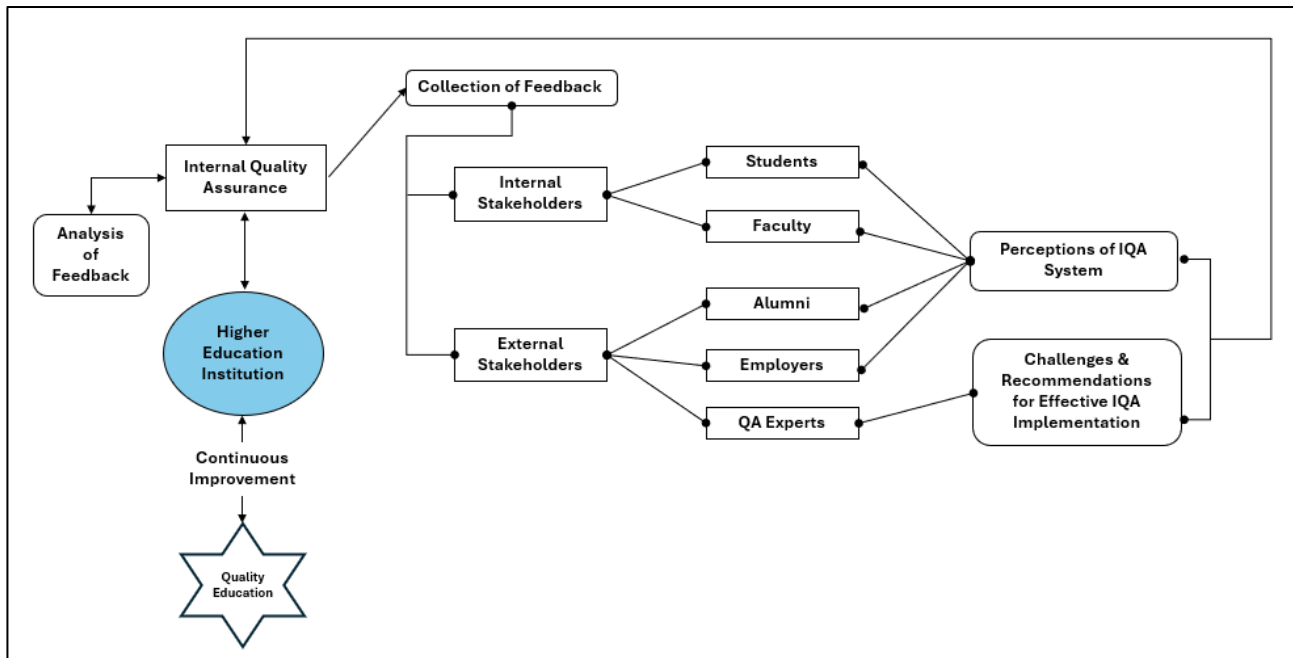 Collection of Feedback
Internal Quality
Assurance
Analysis
of
Feedback
Higher
Education
Institution
Continuous
Improvement
Quality
Education
Internal
Stakeholders
External
Stakeholders
Students
Faculty
Alumni
Employers
QA Experts
Perceptions of IQA
System
Challenges &
Recommendations
for Effective IQA
Implementation